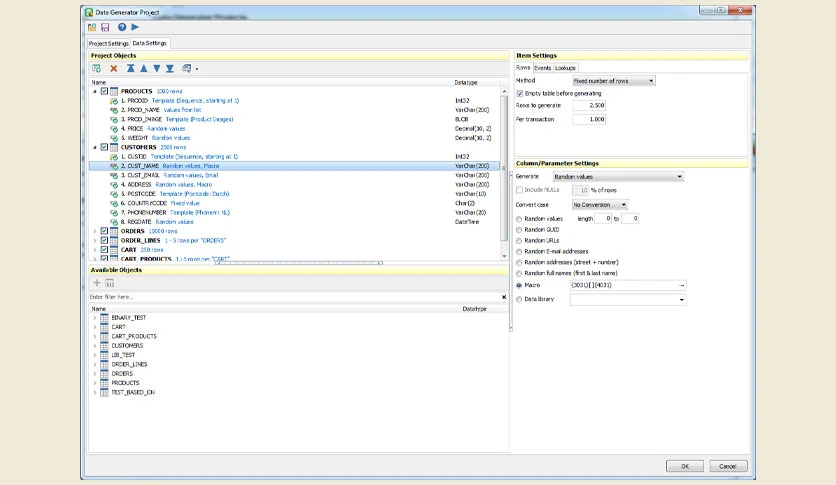 Data Generator Project
Project Settings Data Settings
Project Objects
Name Datatype
PRODUCTS 1000 rows
1. PRODID Template (Sequence, starting at 1) Int32
2. PROD_NAME Values from list VarChar(200)
3. PROD_IMAGE Template (Product Images) BLOB
4. PRICE Random values Decimal(10, 2)
5. WEIGHT Random values Decimal(10, 2)
CUSTOMERS 2500 rows
1. CUSTID Template (Sequence, starting at 1) Int32
2. CUST_NAME Random values, Macro VarChar(200)
3. CUST_EMAIL Random values, Email VarChar(200)
4. ADDRESS Random values, Macro VarChar(200)
5. POSTCODE Template (Postcode: Dutch) VarChar(10)
6. COUNTRYCODE Fixed value Char(2)
7. PHONENUMBER Template (Phonenr: NL) VarChar(20)
8. REGDATE Random values DateTime
ORDERS 10000 rows
ORDER_LINES 1 - 5 rows per "ORDERS"
CART 250 rows
CART_PRODUCTS 1 - 5 rows per "CART"
Available Objects
Enter filter here...
Name Datatype
BINARY_TEST
CART
CART_PRODUCTS
CUSTOMERS
LIB_TEST
ORDER_LINES
ORDERS
PRODUCTS
TEST_BASED_ON
Item Settings
Rows Events Lookups
Method Fixed number of rows
Empty table before generating
Rows to generate 2.500
Per transaction 1.000
Column/Parameter Settings
Generate Random values
Include NULLs 10 % of rows
Convert case No Conversion
Random values length 0 to 0
Random GUID
Random URLs
Random E-mail addresses
Random addresses (street + number)
Random full names (first & last name)
Macro {3031}[ ]{4031} ...
Data library
OK Cancel